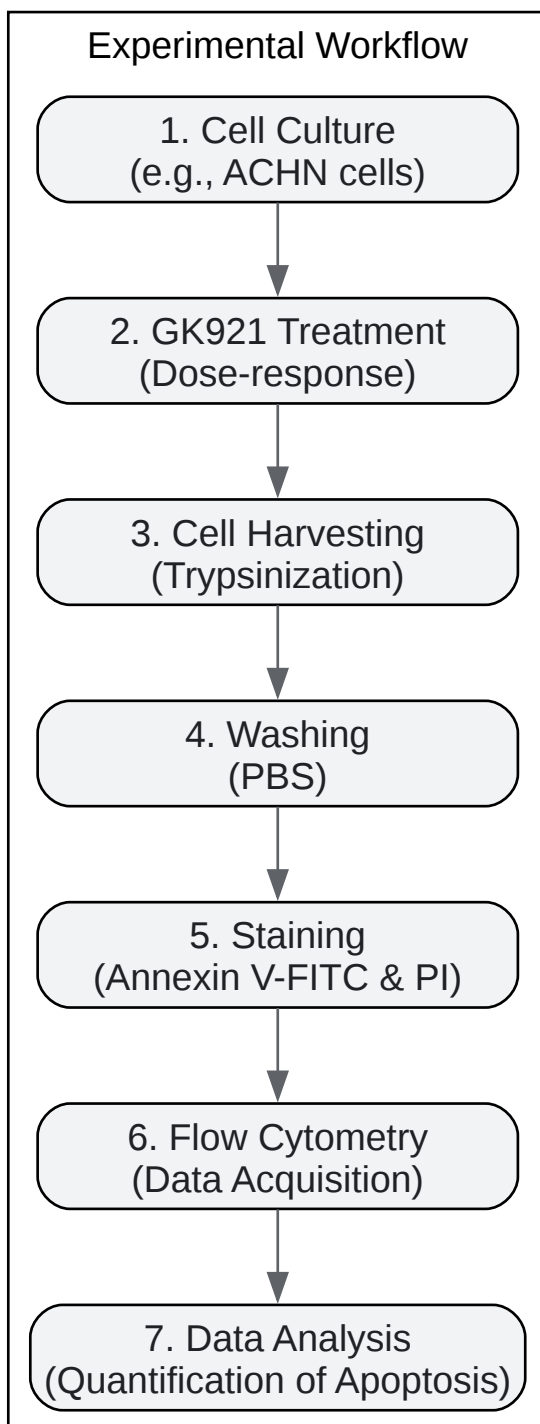 Experimental Workflow
1. Cell Culture
(e.g., ACHN cells)
2. GK921 Treatment
(Dose-response)
3. Cell Harvesting
(Trypsinization)
4. Washing
(PBS)
5. Staining
(Annexin V-FITC & PI)
6. Flow Cytometry
(Data Acquisition)
7. Data Analysis
(Quantification of Apoptosis)